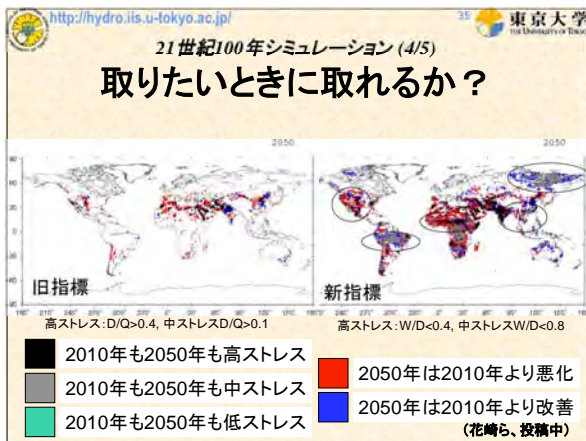 http://hydro.iis.u-tokyo.ac.jp/
35
東京大学
THE UNIVERSITY OF TOKYO
21世紀100年シミュレーション (4/5)
取りたいときに取れるか？
2050
2050
旧指標
新指標
高ストレス:D/Q>0.4, 中ストレスD/Q>0.1
高ストレス:W/D<0.4, 中ストレスW/D<0.8
2010年も2050年も高ストレス
2010年も2050年も中ストレス
2010年も2050年も低ストレス
2050年は2010年より悪化
2050年は2010年より改善
(花崎ら、投稿中)